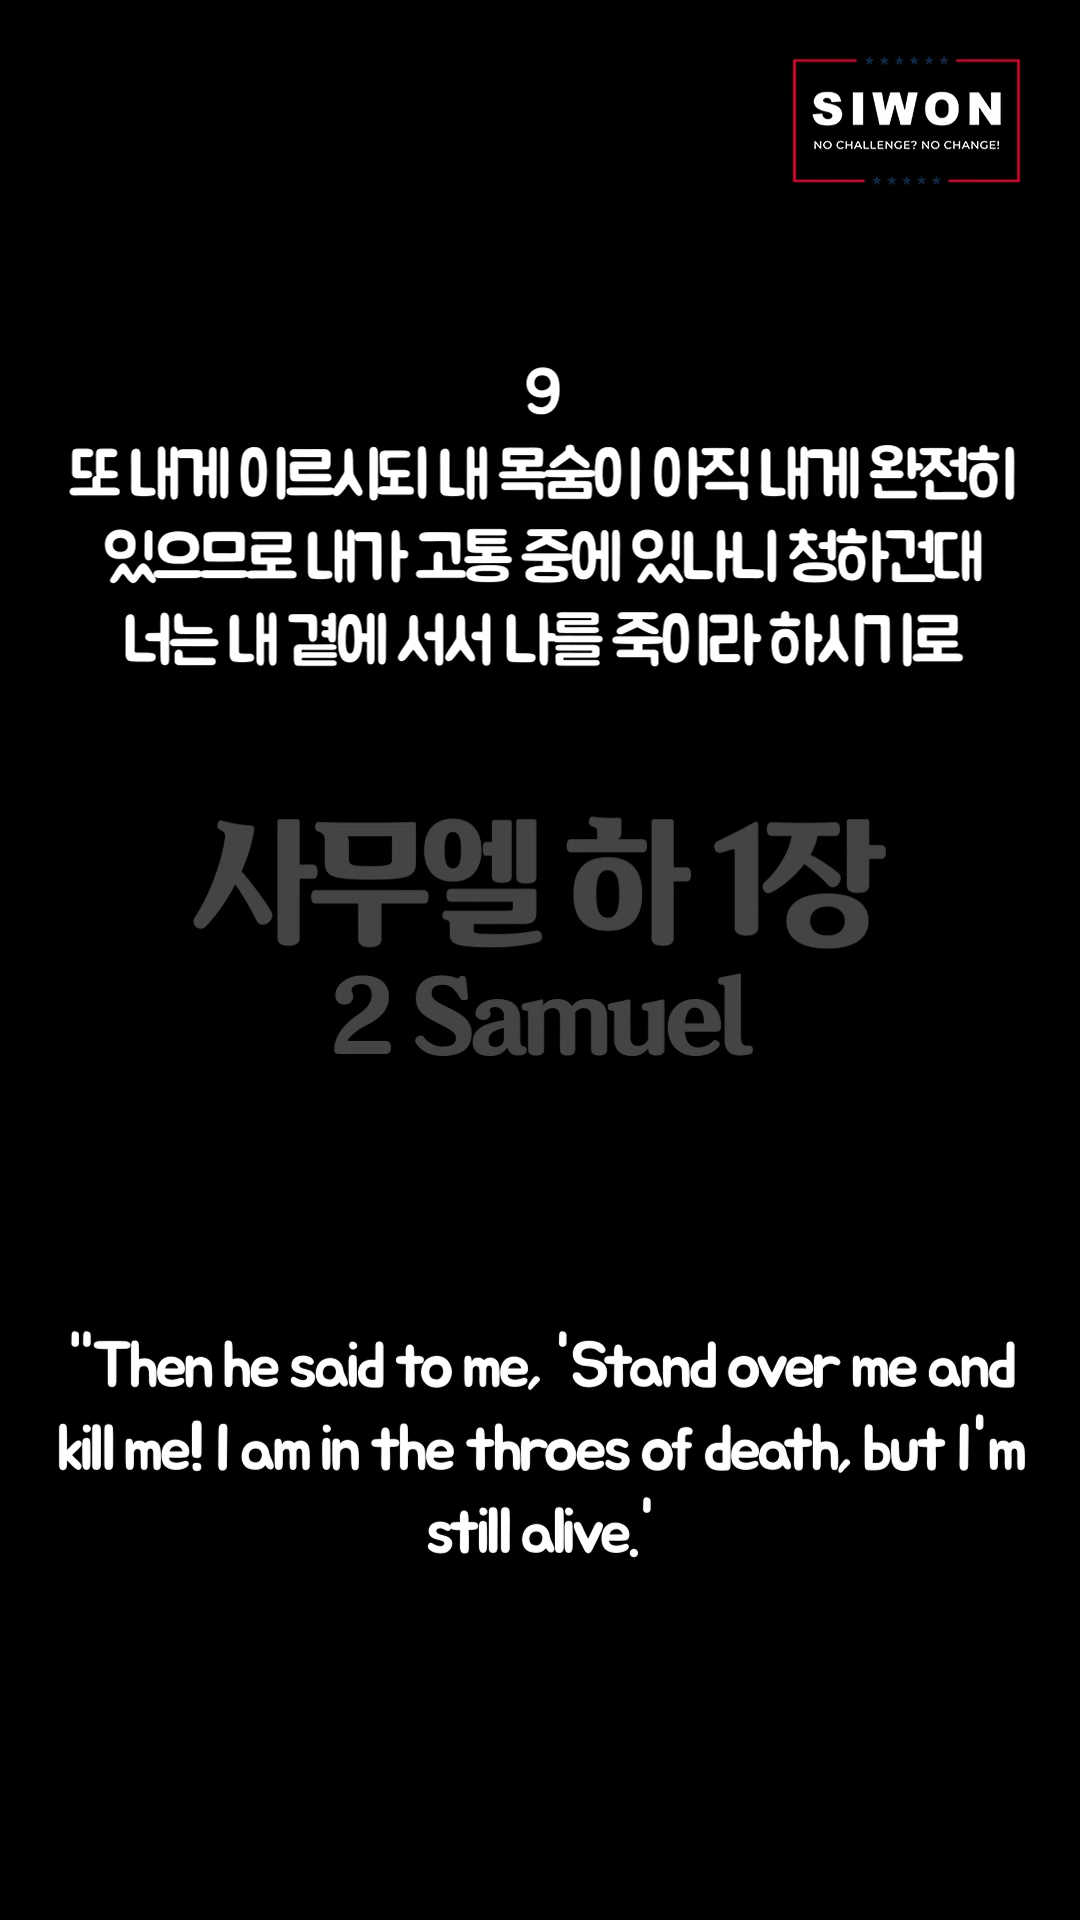 SIWON
NO CHALLENGE? NO CHANGE!
9
또 내게 이르시되 내 목숨이 아직 내게 완전히
있으므로 내가 고통 중에 있나니 청하건대
너는 내 곁에 서서 나를 죽이라 하시기로
사무엘 하 1장
2 Samuel
"Then he said to me, 'Stand over me and
kill me! I am in the throes of death, but I'm
still alive.'